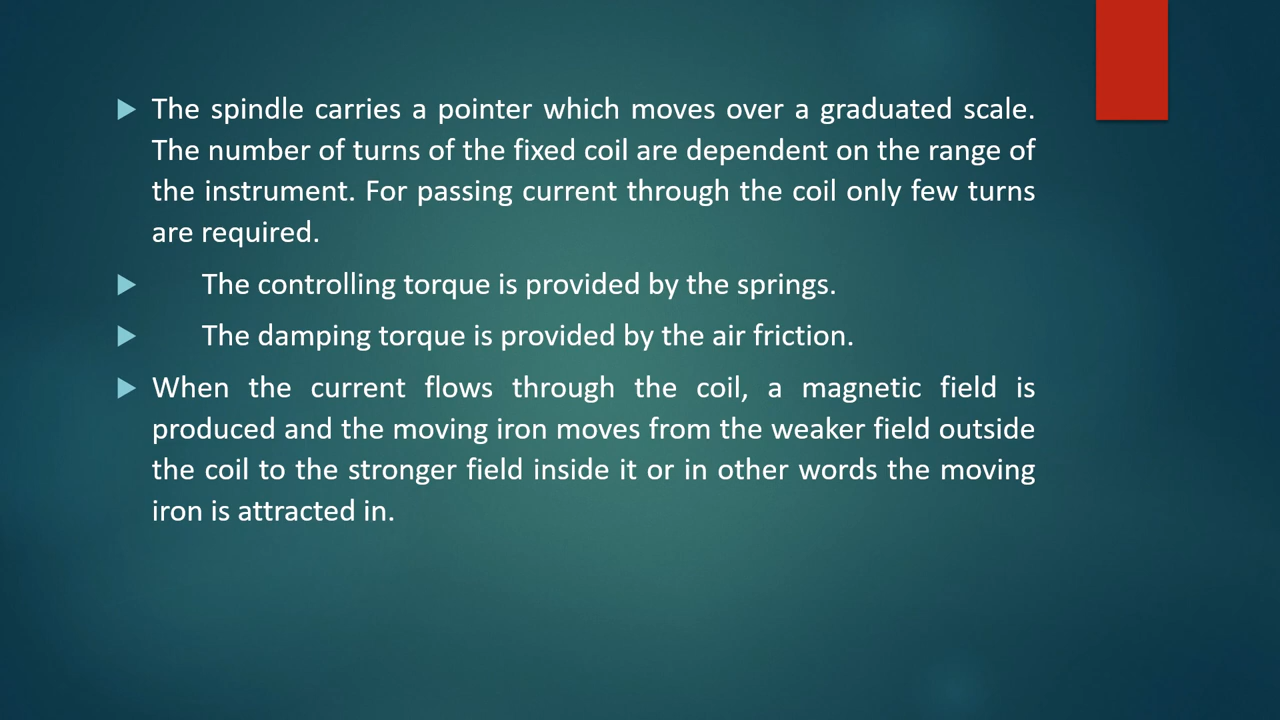 The spindle carries a pointer which moves over a graduated scale.
The number of turns of the fixed coil are dependent on the range of
the instrument. For passing current through the coil only few turns
are required.
The controlling torque is provided by the springs.
The damping torque is provided by the air friction.
When the current flows through the coil, a magnetic field is
produced and the moving iron moves from the weaker field outside
the coil to the stronger field inside it or in other words the moving
iron is attracted in.